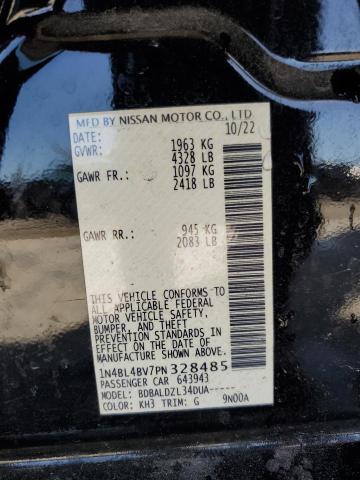 MFD BY NISSAN MOTOR CO., LTD.
DATE: 10/22
GVWR: 1963 KG
4328 LB
GAWR FR.: 1097 KG
2418 LB
GAWR RR.: 945 KG
2083 LB
THIS VEHICLE CONFORMS TO
ALL APPLICABLE FEDERAL
MOTOR VEHICLE SAFETY,
BUMPER, AND THEFT
PREVENTION STANDARDS IN
EFFECT ON THE DATE OF
MANUFACTURE SHOWN ABOVE.
1N4BL4BV7PN328485
PASSENGER CAR 643943
MODEL: BDBALDZL34DUA-----
COLOR: KH3 TRIM: G 9N00A